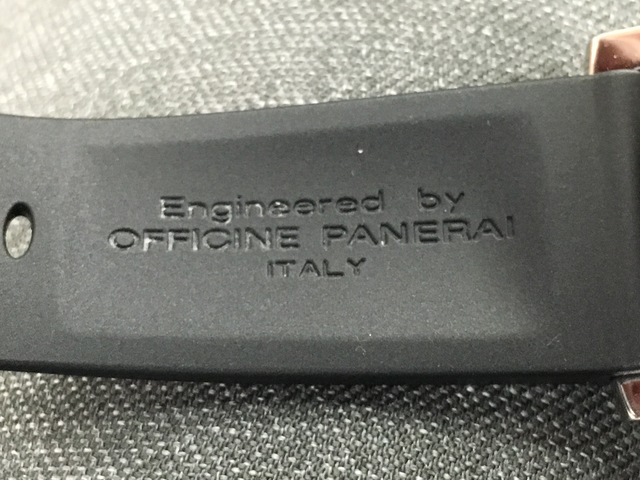 Engineered by
OFFICINE PANERAI
ITALY